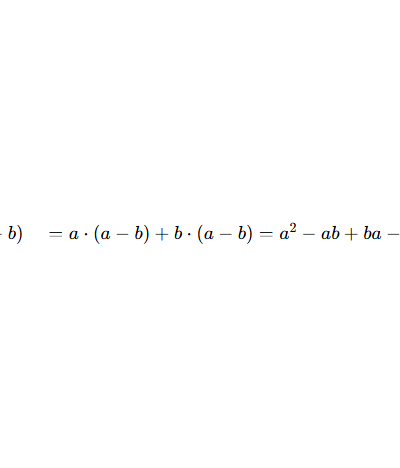 b) = a · (a − b) + b · (a − b) = a² − ab + ba −